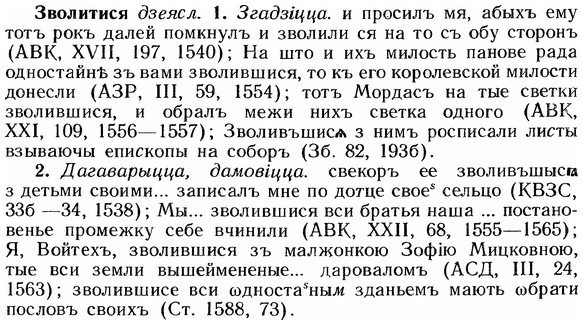 Зволитися дзеясл. 1. Згадзіцца. и просилъ мя, абыхъ ему
тотъ рокъ далей помкнулъ и зволили ся на то съ обу сторонъ
(АВК, XVII, 197, 1540); На што и ихъ милость панове рада
одностайнѣ зъ вами зволившися, то къ его королевской милости
донесли (АЗР, III, 59, 1554); тотъ Мордасъ на тые светки
зволившися, и обралъ межи нихъ светка одного (АВК,
XXI, 109, 1556—1557); Зволивъшисѧ з нимъ росписали листы
взываючы епископы на соборъ (Зб. 82, 193б).
2. Дагаварыцца, дамовіцца. свекоръ ее зволивъшысѧ
з детьми своими... записалъ мне по дотце своеˢ сельцо (КВЗС,
33б —34, 1538); Мы... зволившися вси братья наша ... постано-
венье промежку себе вчинили (АВК, XXII, 68, 1555—1565);
Я, Войтехъ, зволившися зъ малжонкою Зофію Мицковною,
тые вси земли вышеймененые... дароваломъ (АСД, III, 24,
1563); зволившисе вси ѡдностаˢнымъ зданьемъ мають ѡбрати
пословъ своихъ (Ст. 1588, 73).